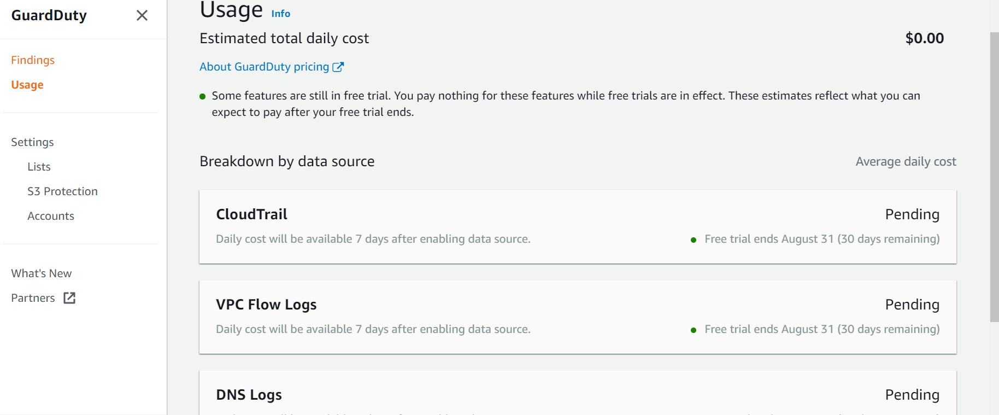 GuardDuty
Findings
Usage
Settings
Lists
S3 Protection
Accounts
What's New
Partners
Usage Info
Estimated total daily cost $0.00
About GuardDuty pricing
Some features are still in free trial. You pay nothing for these features while free trials are in effect. These estimates reflect what you can
expect to pay after your free trial ends.
Breakdown by data source Average daily cost
CloudTrail Pending
Daily cost will be available 7 days after enabling data source. Free trial ends August 31 (30 days remaining)
VPC Flow Logs Pending
Daily cost will be available 7 days after enabling data source. Free trial ends August 31 (30 days remaining)
DNS Logs Pending